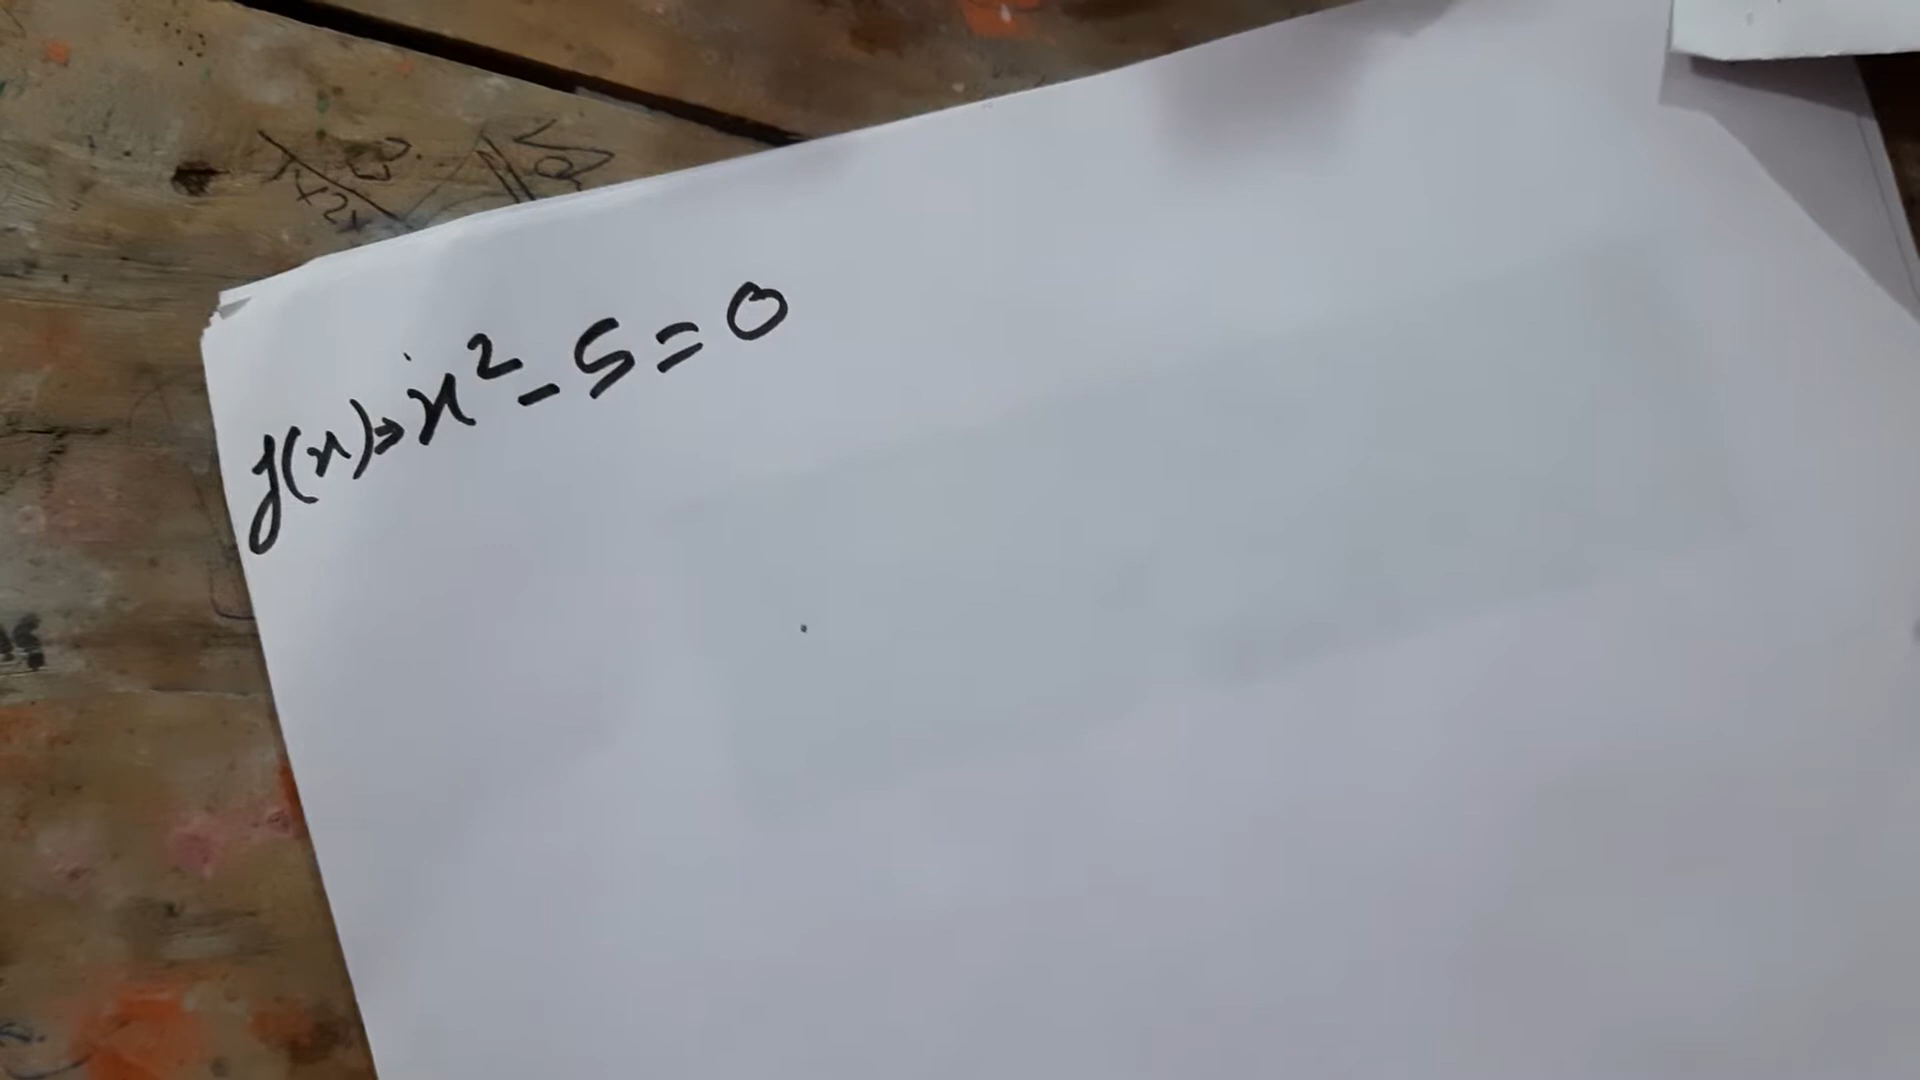 f(x)⇒x² - 5 = 0